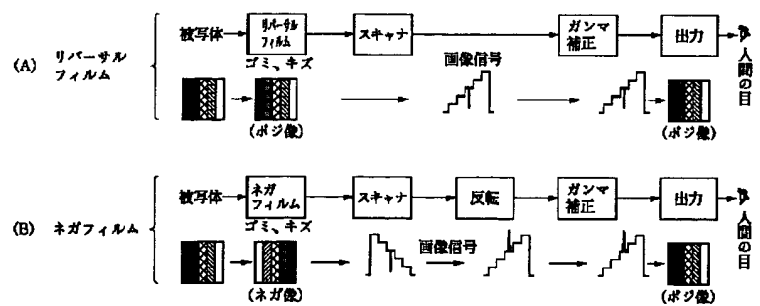 (A) リバーサル
フィルム
被写体
リバーサル
フィルム
スキャナ
ガンマ
補正
出力
人間の目
ゴミ、キズ
画像信号
(ポジ像)
(ポジ像)
(B) ネガフィルム
被写体
ネガ
フィルム
スキャナ
反転
ガンマ
補正
出力
人間の目
ゴミ、キズ
画像信号
(ネガ像)
(ポジ像)